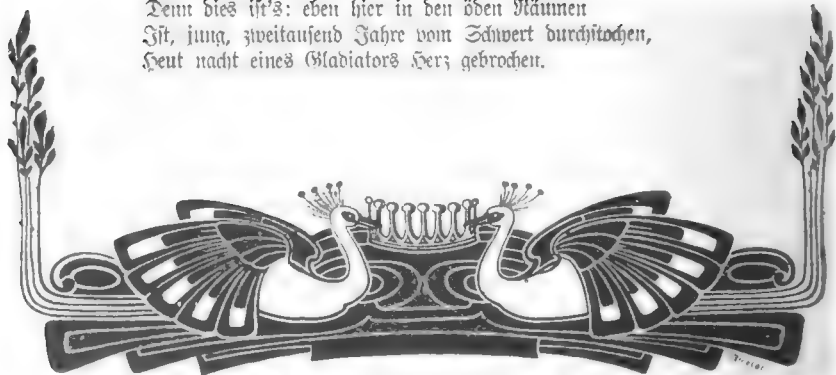 Denn dies ist's: eben hier in den öden Räumen
Ist, jung, zweitausend Jahre vom Schwert durchstochen,
Heut nacht eines Gladiators Herz gebrochen.